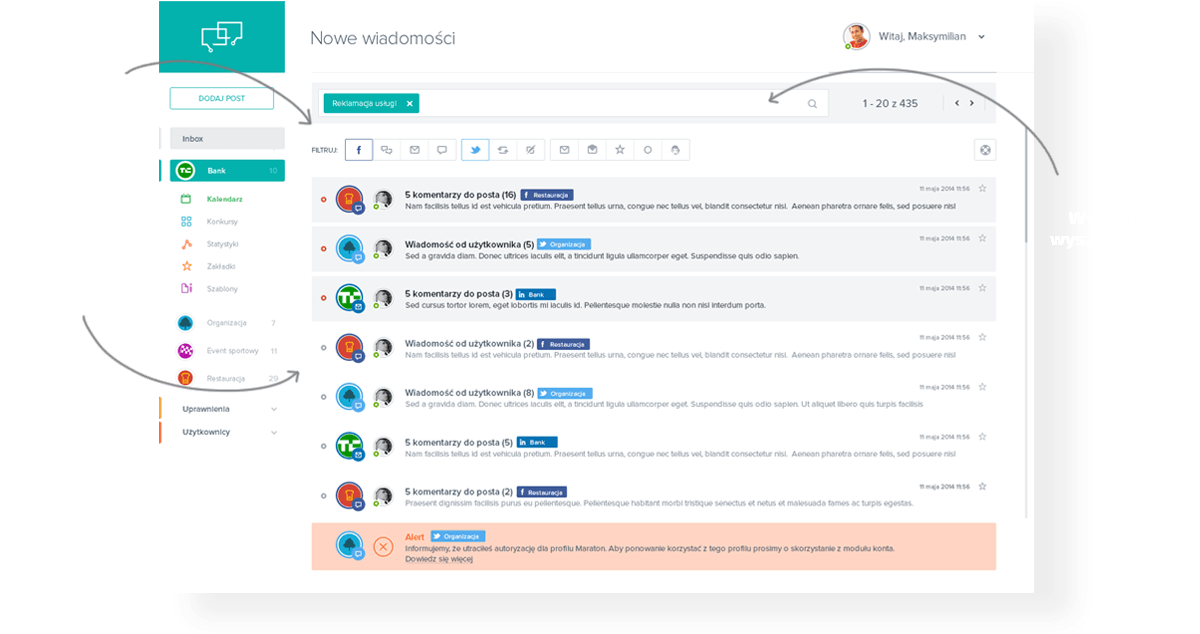 Nowe wiadomości
Witaj, Maksymilian
DODAJ POST
Reklamacja usługi
1 - 20 z 435
Inbox
FILTRUJ:
Bank 10
Kalendarz
Konkursy
Statystyki
Zakładki
Szablony
Organizacja 7
Event sportowy 11
Restauracja 29
Uprawnienia
Użytkownicy
5 komentarzy do posta (16) f Restauracja 11 maja 2014 11:56
Nam facilisis tellus id est vehicula pretium. Praesent tellus urna, congue nec tellus vel, blandit consectetur nisi. Aenean pharetra ornare felis, sed posuere nisl
Wiadomość od użytkownika (5) Organizacja 11 maja 2014 11:56
Sed a gravida diam. Donec ultrices iaculis elit, a tincidunt ligula ullamcorper eget. Suspendisse quis odio sapien.
5 komentarzy do posta (3) in Bank 11 maja 2014 11:56
Sed cursus tortor lorem, eget lobortis mi iaculis id. Pellentesque molestie nulla non nisi interdum porta.
Wiadomość od użytkownika (2) f Restauracja 11 maja 2014 11:56
Nam facilisis tellus id est vehicula pretium. Praesent tellus urna, congue nec tellus vel, blandit consectetur nisi. Aenean pharetra ornare felis, sed posuere nisl
Wiadomość od użytkownika (8) Organizacja 11 maja 2014 11:56
Sed a gravida diam. Donec ultrices iaculis elit, a tincidunt ligula ullamcorper eget. Suspendisse quis odio sapien. Ut aliquet libero quis turpis facilisis
5 komentarzy do posta (5) in Bank 11 maja 2014 11:56
Nam facilisis tellus id est vehicula pretium. Praesent tellus urna, congue nec tellus vel, blandit consectetur nisi. Aenean pharetra ornare felis, sed posuere nisl
5 komentarzy do posta (2) f Restauracja 11 maja 2014 11:56
Praesent dignissim facilisis purus eu pellentesque. Pellentesque habitant morbi tristique senectus et netus et malesuada fames ac turpis egestas.
Alert Organizacja
Informujemy, że utraciłeś autoryzację dla profilu Maraton. Aby ponowanie korzystać z tego profilu prosimy o skorzystanie z modułu konta.
Dowiedz się więcej